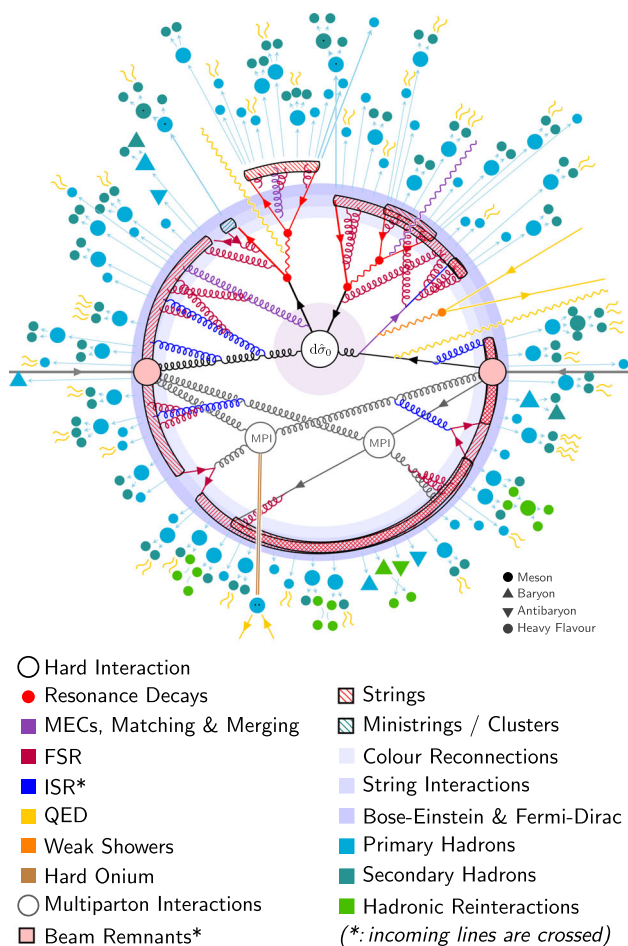 dσ̂₀
MPI
MPI
Meson
Baryon
Antibaryon
Heavy Flavour
Hard Interaction
Resonance Decays
MECs, Matching & Merging
FSR
ISR*
QED
Weak Showers
Hard Onium
Multiparton Interactions
Beam Remnants*
Strings
Ministrings / Clusters
Colour Reconnections
String Interactions
Bose-Einstein & Fermi-Dirac
Primary Hadrons
Secondary Hadrons
Hadronic Reinteractions
(*: incoming lines are crossed)